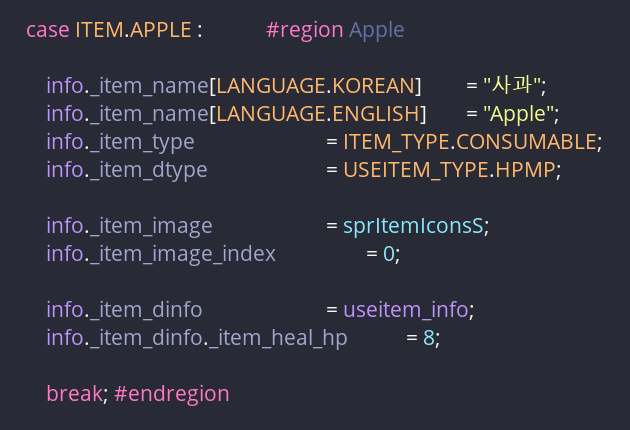 case ITEM.APPLE : #region Apple
info._item_name[LANGUAGE.KOREAN] = "사과";
info._item_name[LANGUAGE.ENGLISH] = "Apple";
info._item_type = ITEM_TYPE.CONSUMABLE;
info._item_dtype = USEITEM_TYPE.HPMP;
info._item_image = sprItemIconsS;
info._item_image_index = 0;
info._item_dinfo = useitem_info;
info._item_dinfo._item_heal_hp = 8;
break; #endregion